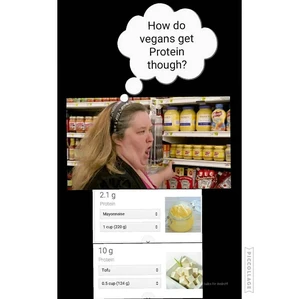 How do
vegans get
Protein
though?
2.1 g
Protein
Mayonnaise
1 cup (220 g)
10 g
Protein
Tofu
0.5 cup (124 g)
PICCOLLAGE